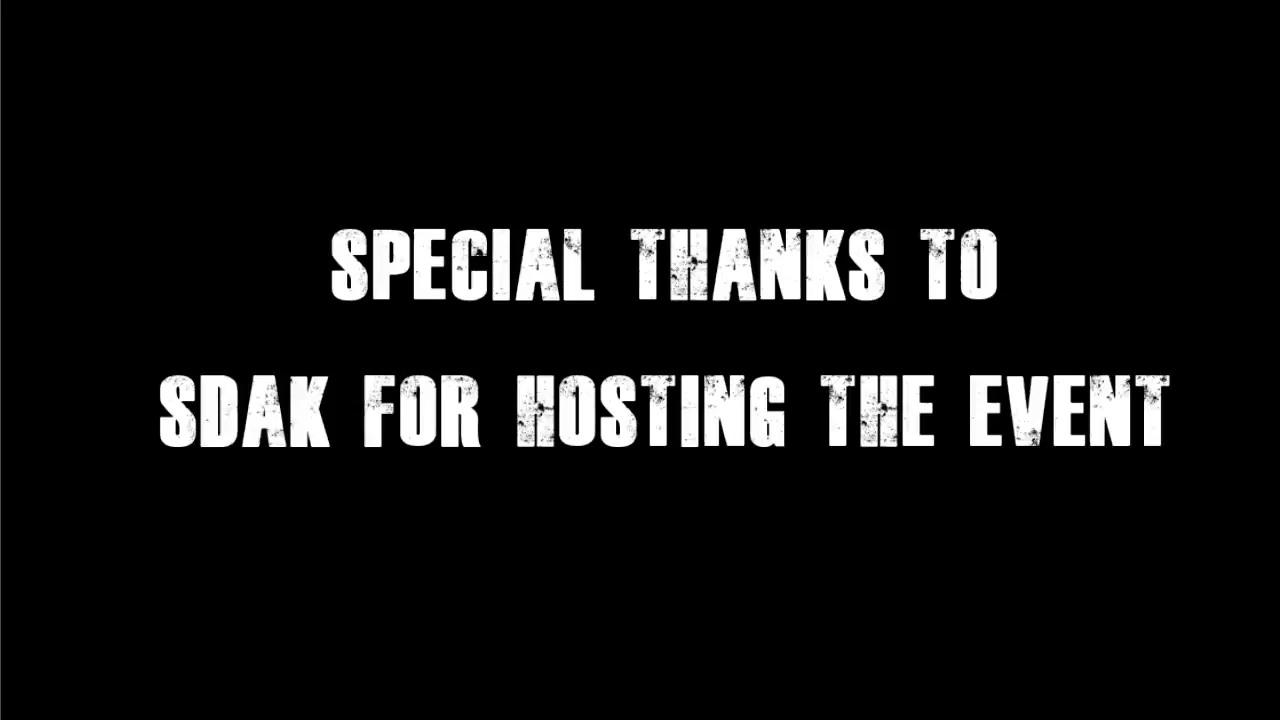 SPECIAL THANKS TO
SDAK FOR HOSTING THE EVENT